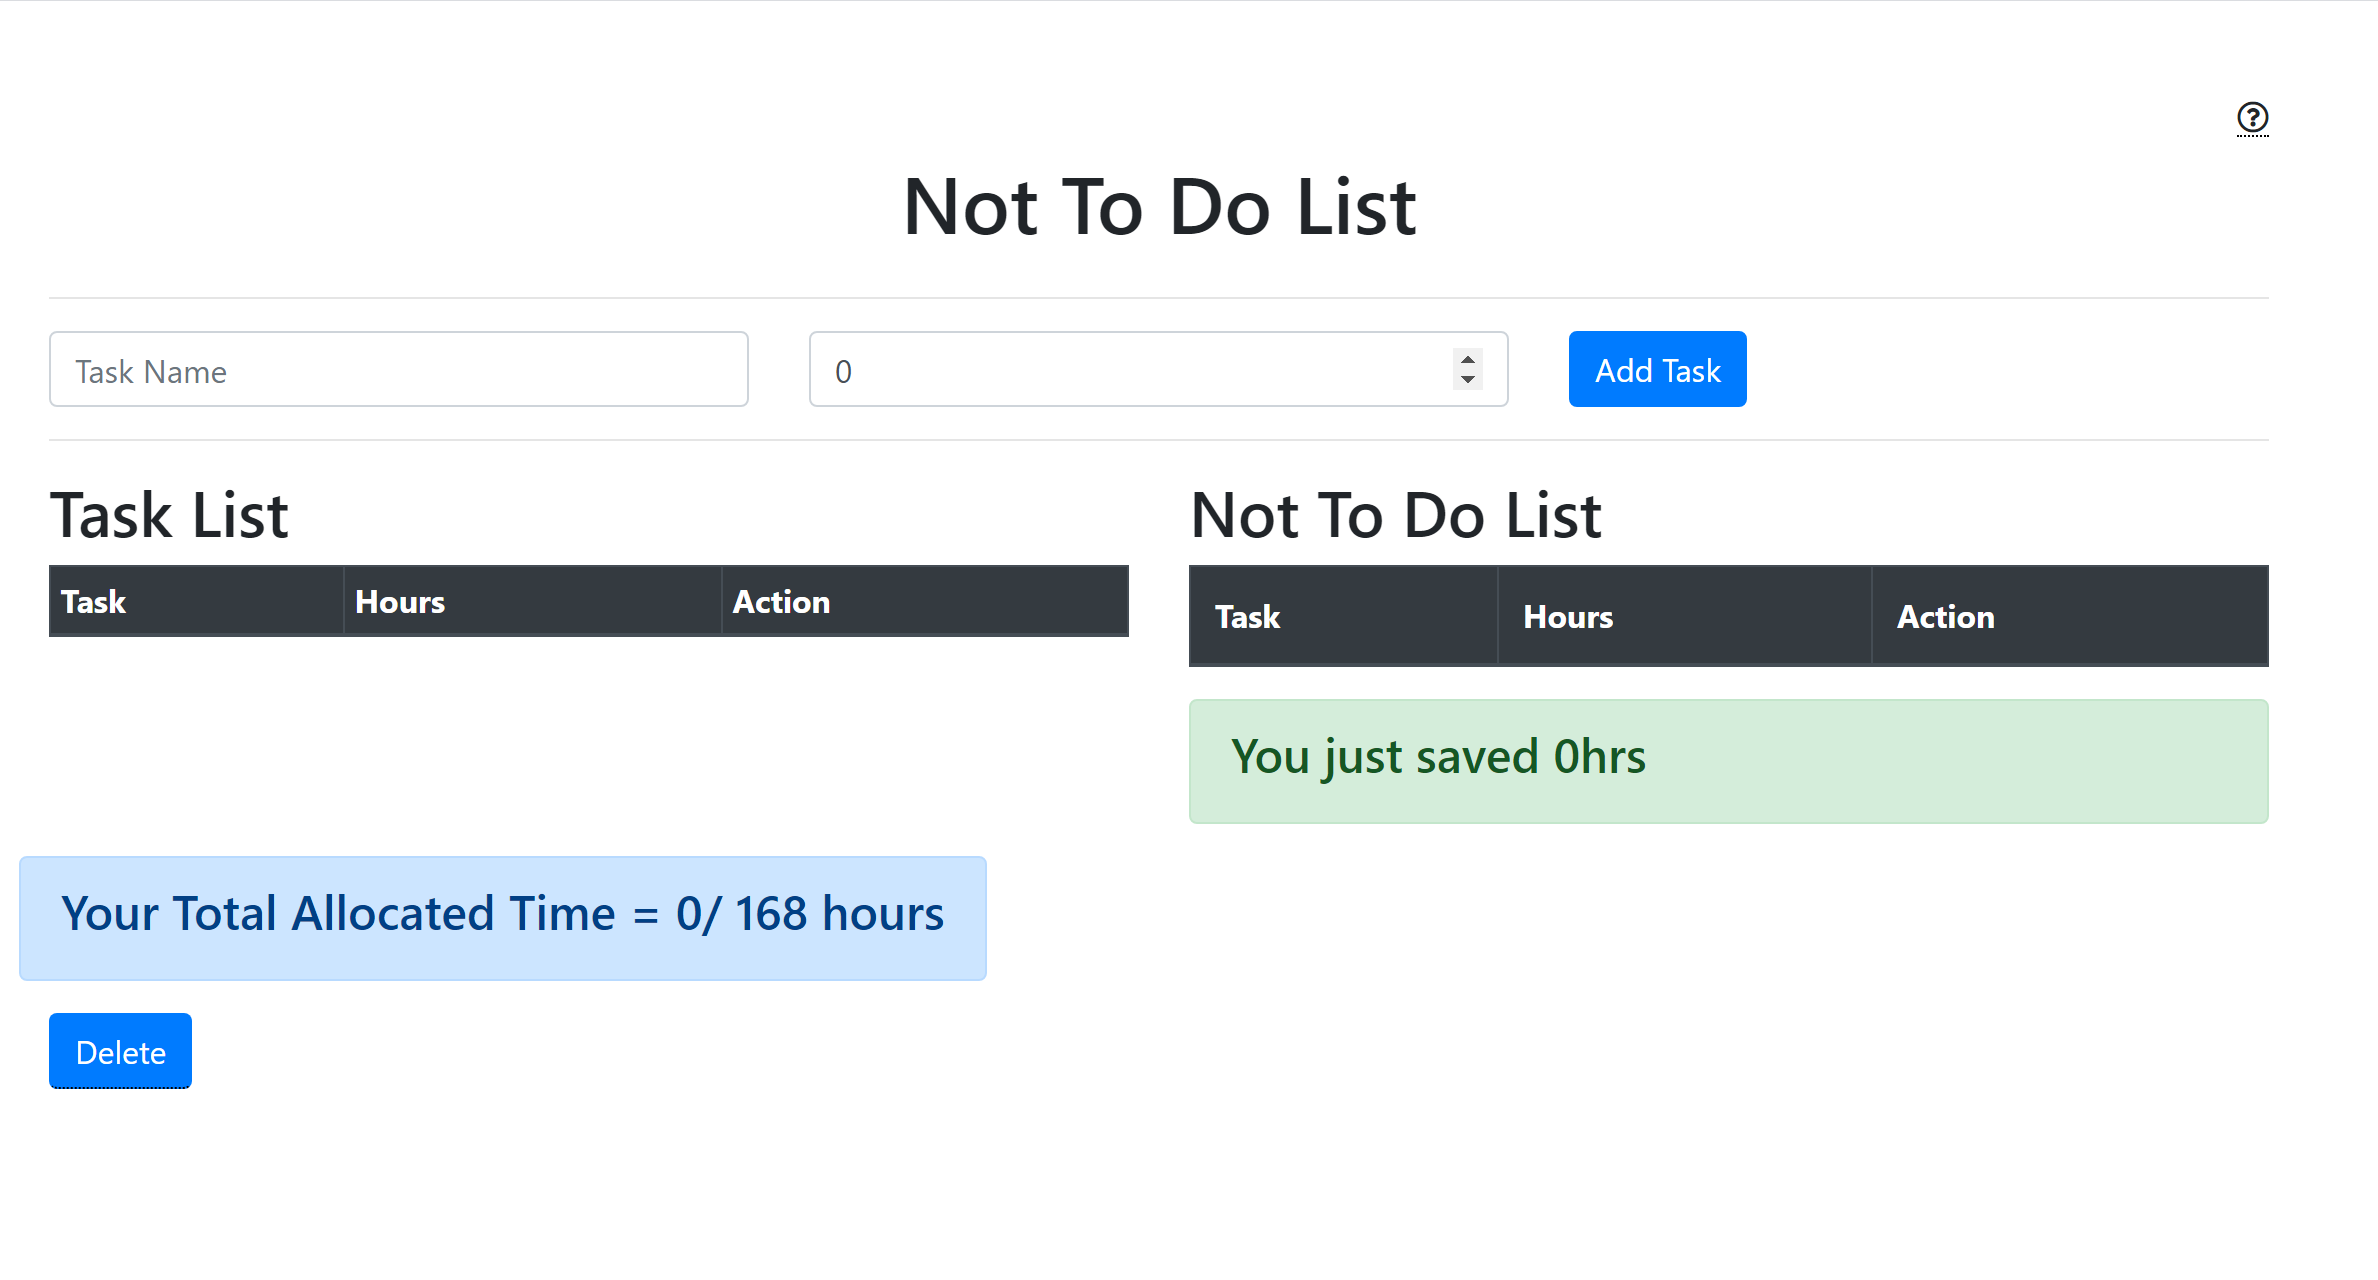 ?
Not To Do List
Task Name
0
Add Task
Task List
Task Hours Action
Not To Do List
Task Hours Action
You just saved 0hrs
Your Total Allocated Time = 0/ 168 hours
Delete